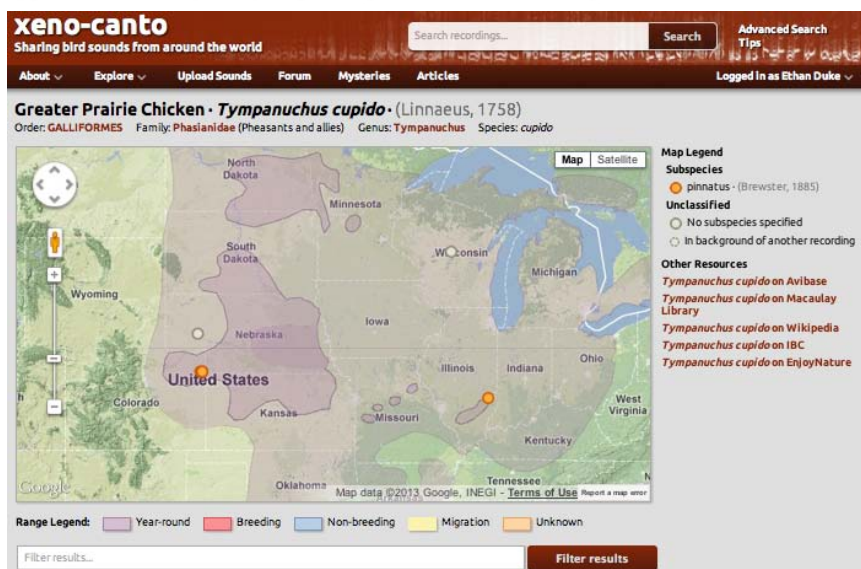 xeno-canto
Sharing bird sounds from around the world
Search recordings...
Search
Advanced Search
Tips
About Explore Upload Sounds Forum Mysteries Articles Logged in as Ethan Duke
Greater Prairie Chicken · Tympanuchus cupido · (Linnaeus, 1758)
Order: GALLIFORMES Family: Phasianidae (Pheasants and allies) Genus: Tympanuchus Species: cupido
Map Satellite
North
Dakota
Minnesota
South
Dakota
Wisconsin
Michigan
Wyoming
Iowa
Nebraska
United States
Illinois
Indiana
Ohio
Colorado
Kansas
Missouri
West
Virginia
Kentucky
Oklahoma
Tennessee
Arkansas
Google
Map data ©2013 Google, INEGI - Terms of Use Report a map error
Map Legend
Subspecies
pinnatus · (Brewster, 1885)
Unclassified
No subspecies specified
In background of another recording
Other Resources
Tympanuchus cupido on Avibase
Tympanuchus cupido on Macaulay
Library
Tympanuchus cupido on Wikipedia
Tympanuchus cupido on IBC
Tympanuchus cupido on EnjoyNature
Range Legend: Year-round Breeding Non-breeding Migration Unknown
Filter results...
Filter results